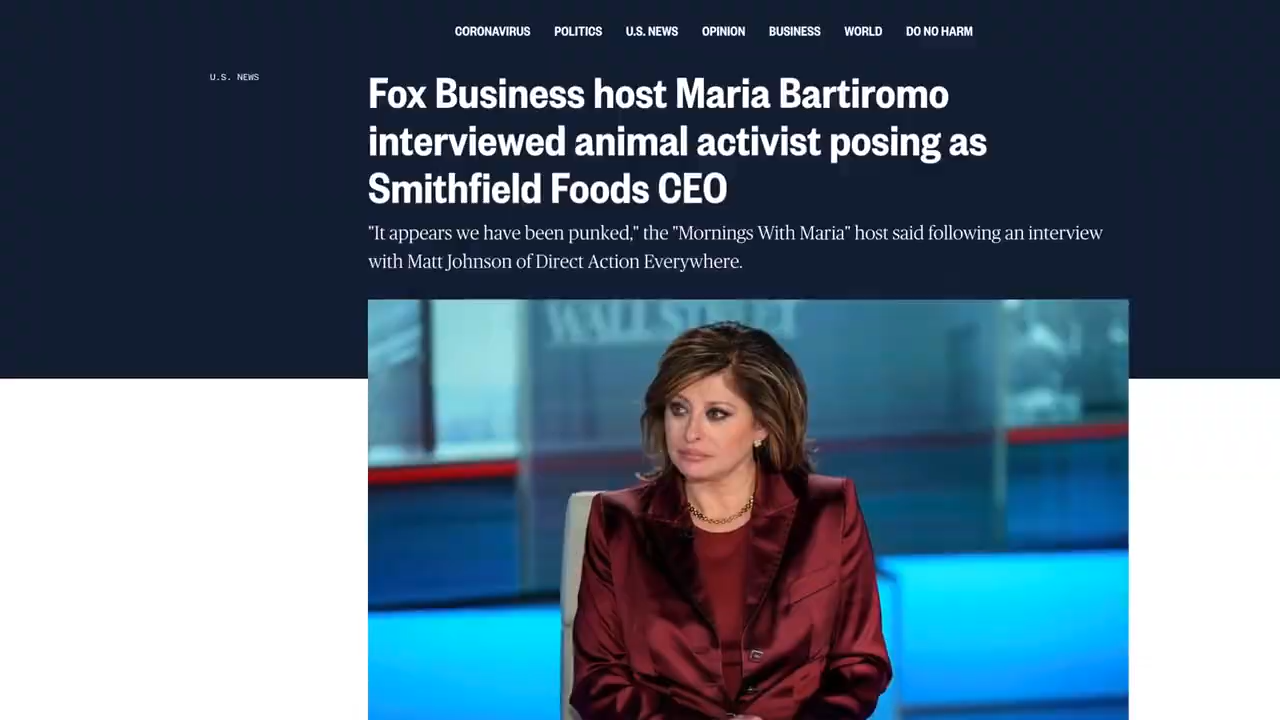 CORONAVIRUS POLITICS U.S. NEWS OPINION BUSINESS WORLD DO NO HARM
U.S. NEWS
Fox Business host Maria Bartiromo
interviewed animal activist posing as
Smithfield Foods CEO
"It appears we have been punked," the "Mornings With Maria" host said following an interview
with Matt Johnson of Direct Action Everywhere.
WALL STREET